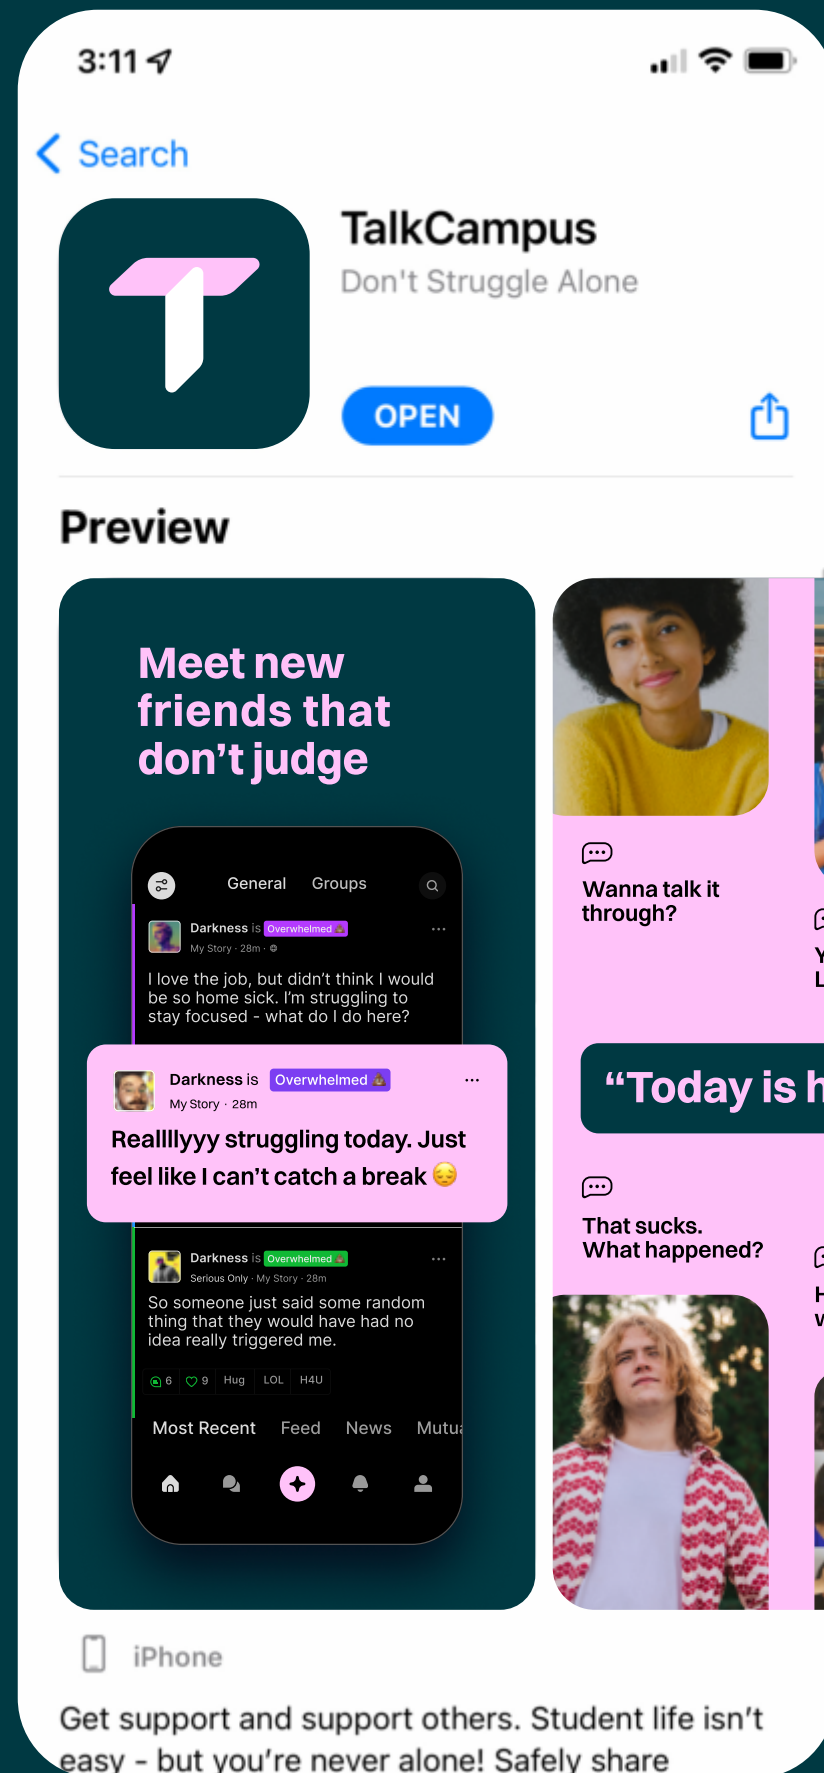 3:11
Search
TalkCampus
Don't Struggle Alone
OPEN
Preview
Meet new
friends that
don't judge
General Groups
Darkness is Overwhelmed
My Story · 28m ·
I love the job, but didn't think I would
be so home sick. I'm struggling to
stay focused - what do I do here?
Darkness is Overwhelmed
My Story · 28m
Reallllyyy struggling today. Just
feel like I can't catch a break 😔
Darkness is Overwhelmed
Serious Only · My Story · 28m
So someone just said some random
thing that they would have had no
idea really triggered me.
6 9 Hug LOL H4U
Most Recent Feed News Mutua
Wanna talk it
through?
Y
L
“Today is h
That sucks.
What happened?
H
w
iPhone
Get support and support others. Student life isn't
easy - but you're never alone! Safely share